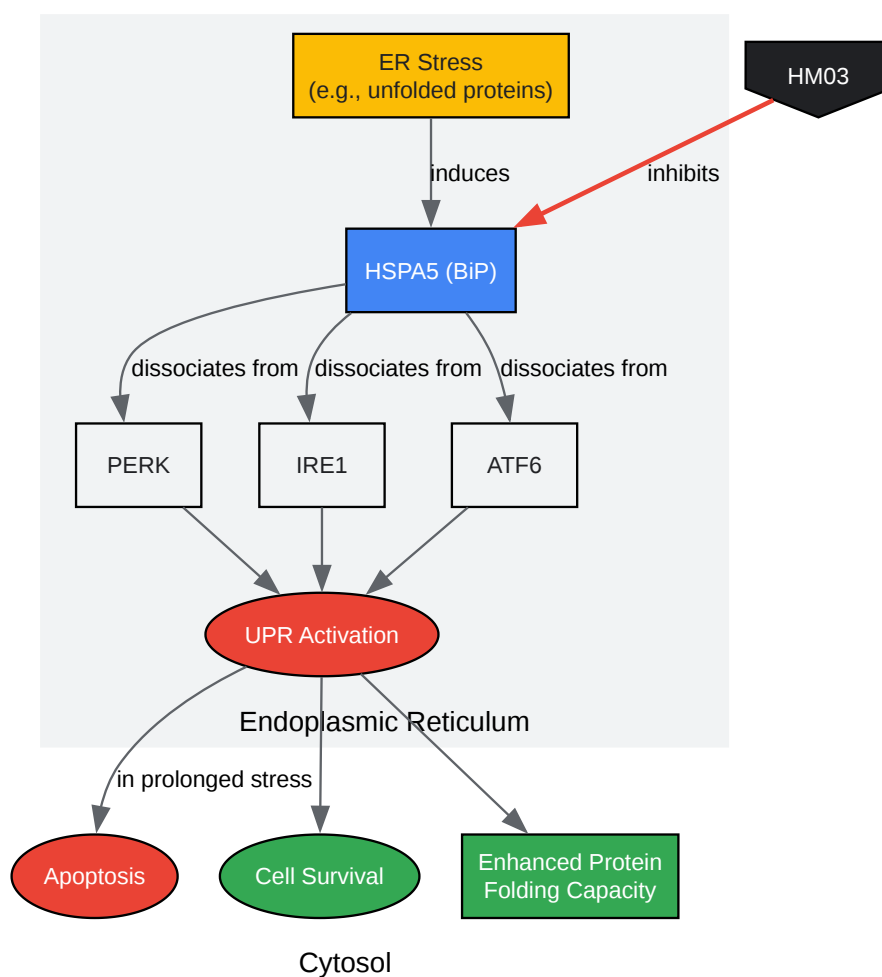 ER Stress
(e.g., unfolded proteins)
HM03
induces
inhibits
HSPA5 (BiP)
dissociates from
dissociates from
dissociates from
PERK
IRE1
ATF6
UPR Activation
Endoplasmic Reticulum
in prolonged stress
Apoptosis
Cell Survival
Enhanced Protein
Folding Capacity
Cytosol